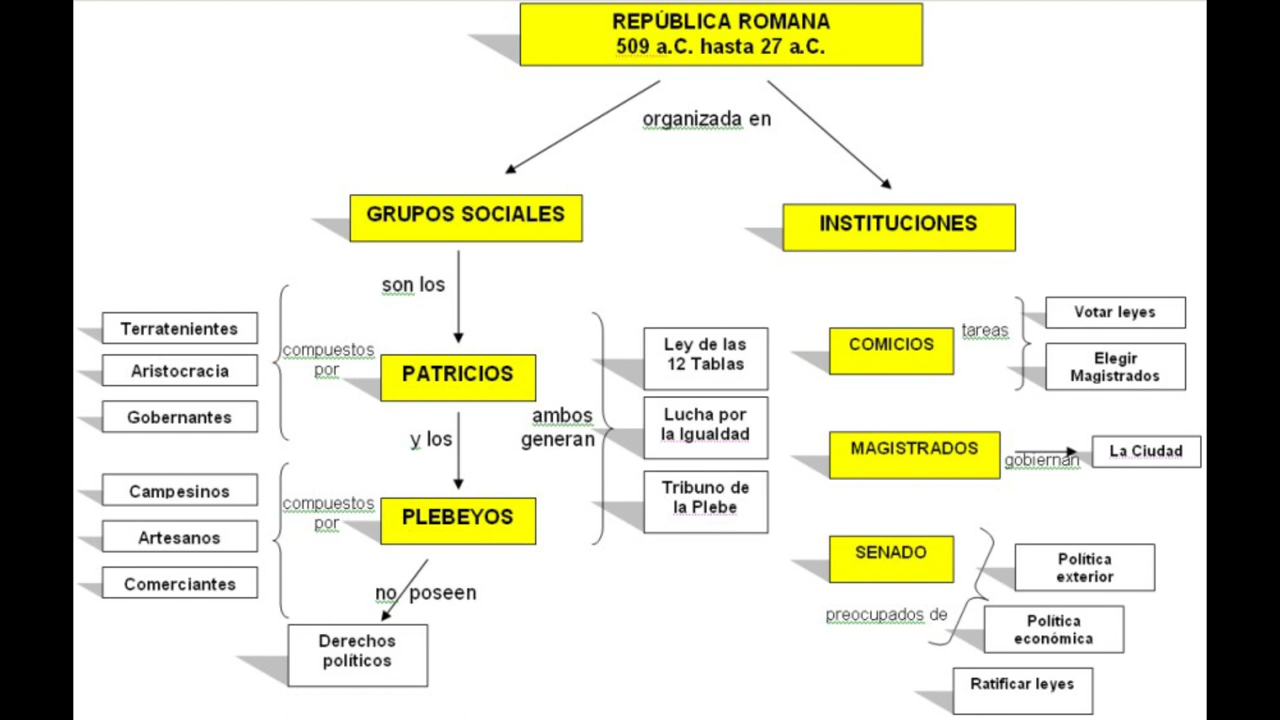 REPÚBLICA ROMANA
509 a.C. hasta 27 a.C.
organizada en
GRUPOS SOCIALES
son los
Terratenientes
Aristocracia
Gobernantes
compuestos
por
PATRICIOS
y los
Campesinos
Artesanos
Comerciantes
compuestos
por
PLEBEYOS
no poseen
Derechos
políticos
ambos
generan
Ley de las
12 Tablas
Lucha por
la Igualdad
Tribuno de
la Plebe
INSTITUCIONES
COMICIOS
tareas
Votar leyes
Elegir
Magistrados
MAGISTRADOS
gobiernan
La Ciudad
SENADO
preocupados de
Política
exterior
Política
económica
Ratificar leyes